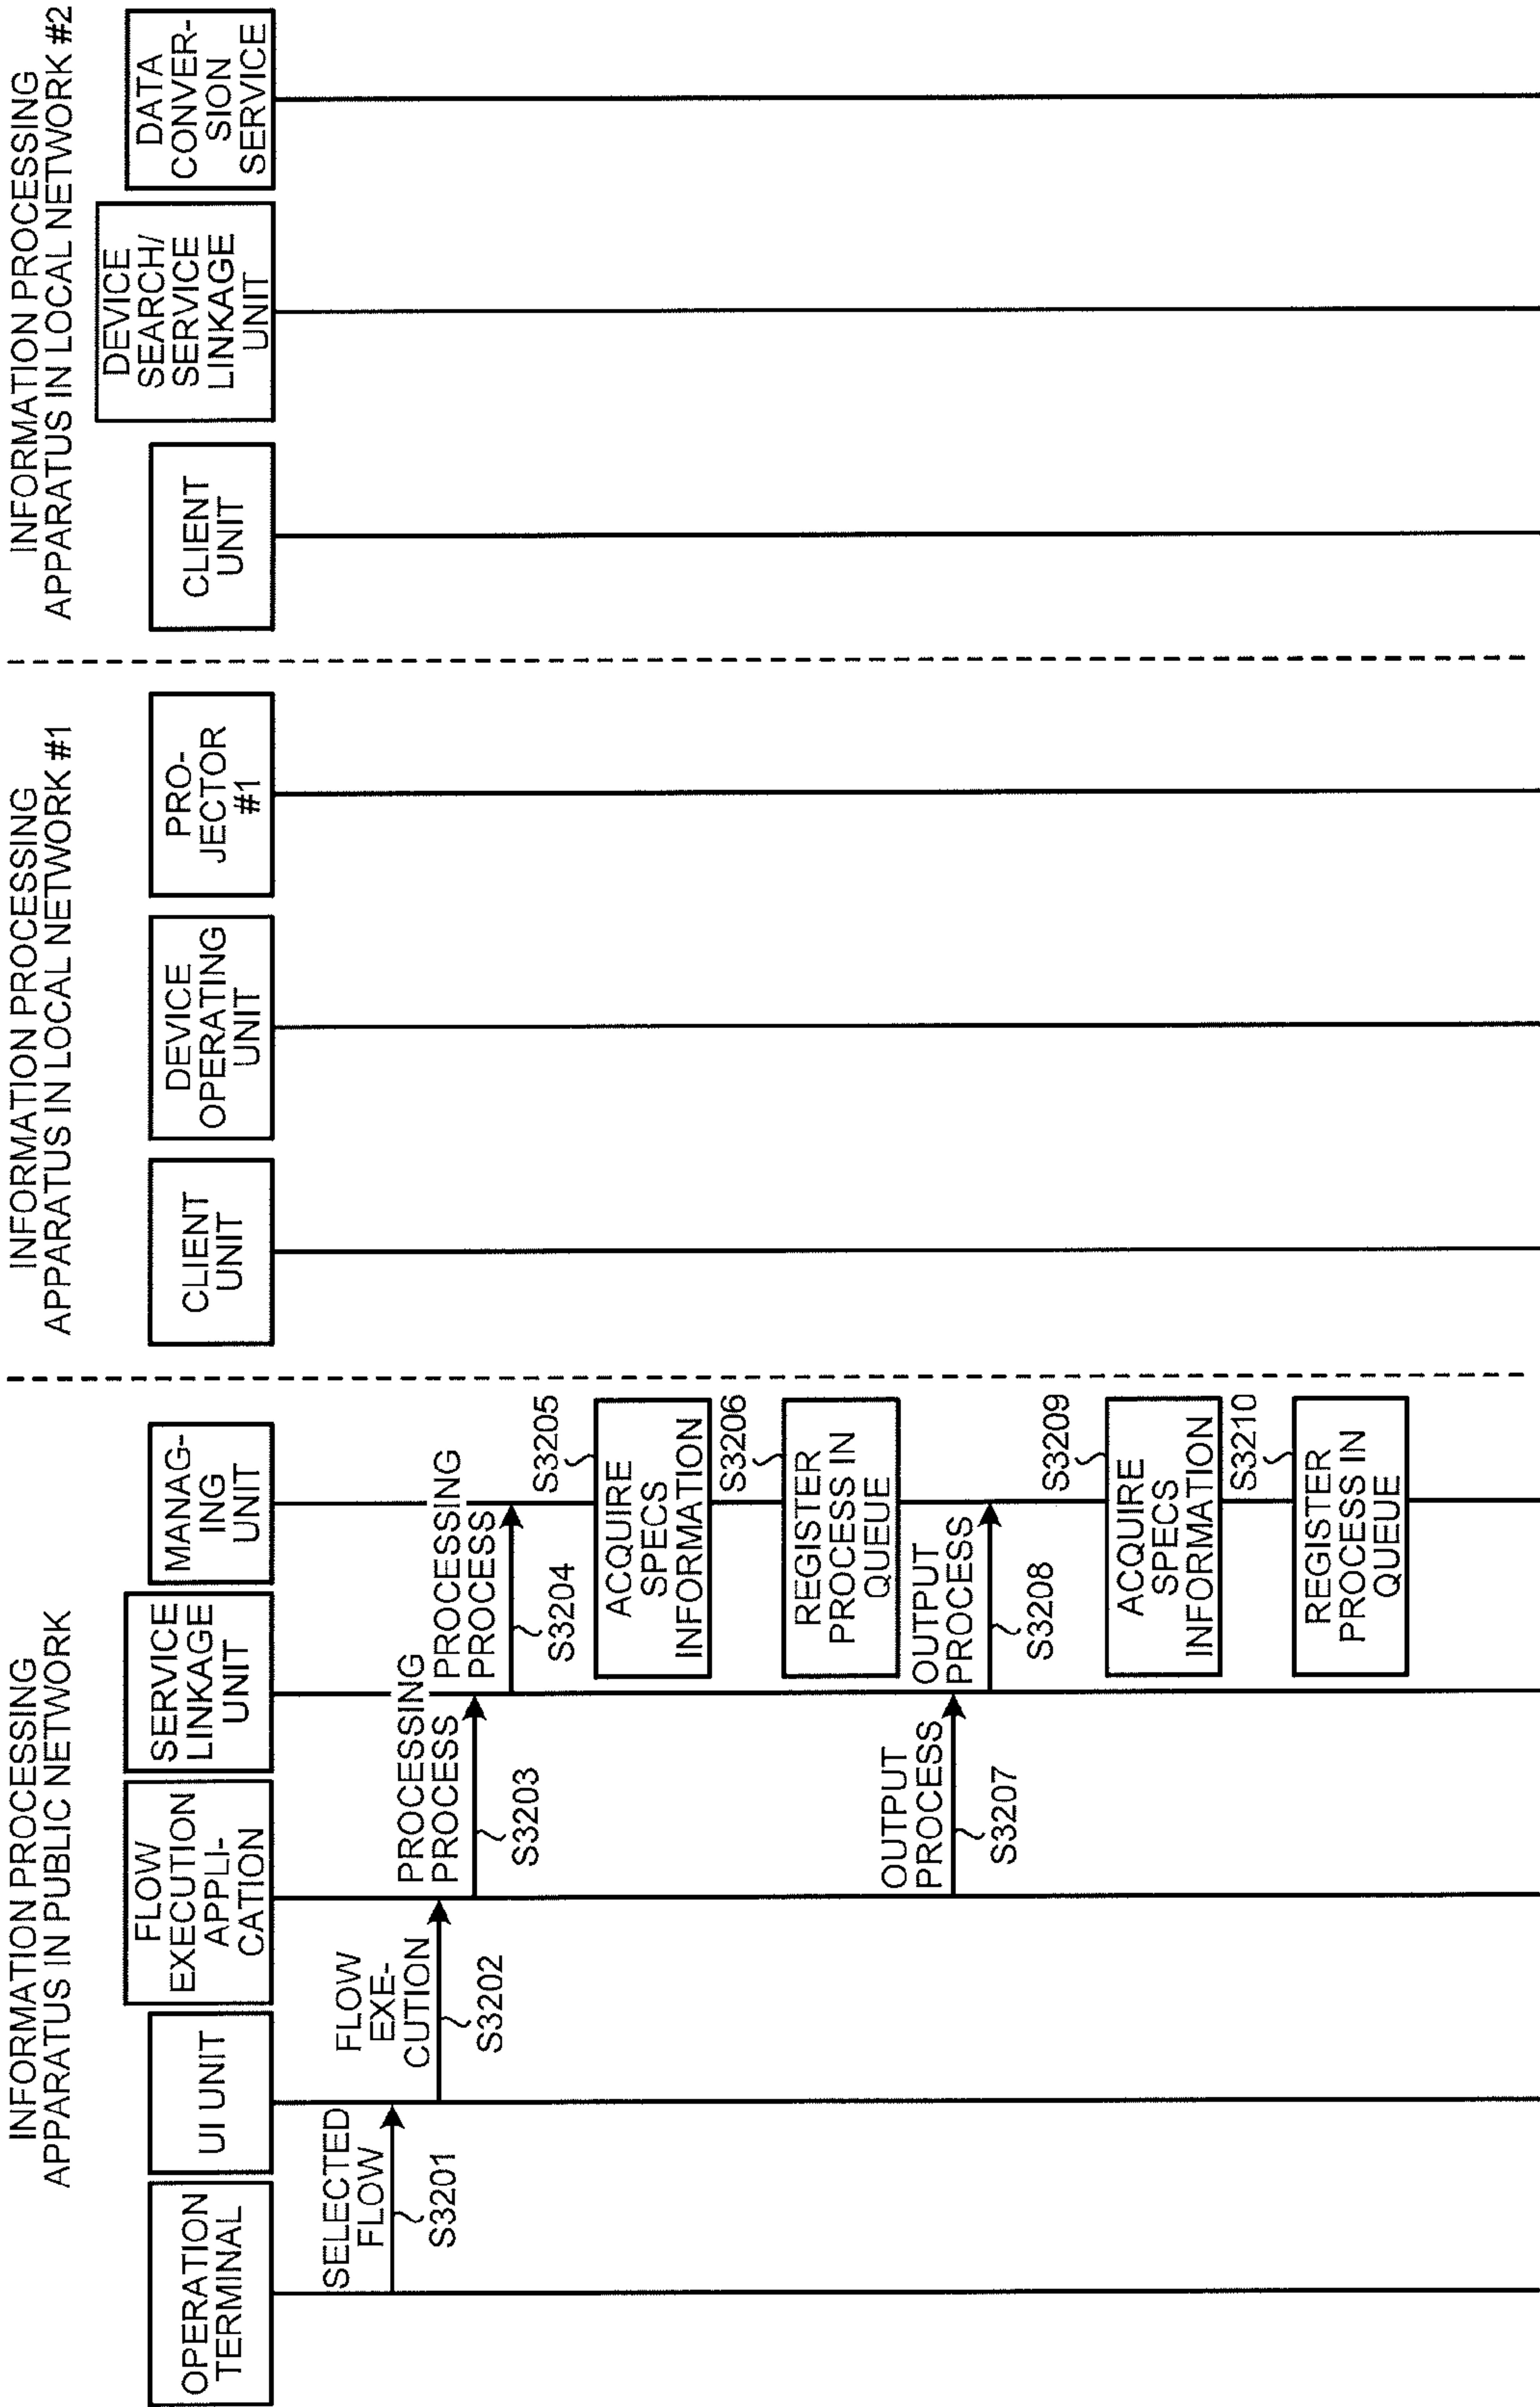 INFORMATION PROCESSING
APPARATUS IN PUBLIC NETWORK
INFORMATION PROCESSING
APPARATUS IN LOCAL NETWORK #1
INFORMATION PROCESSING
APPARATUS IN LOCAL NETWORK #2
OPERATION
TERMINAL
UI UNIT
FLOW
EXECUTION
APPLI-
CATION
SERVICE
LINKAGE
UNIT
MANAG-
ING
UNIT
CLIENT
UNIT
DEVICE
OPERATING
UNIT
PRO-
JECTOR
#1
CLIENT
UNIT
DEVICE
SEARCH/
SERVICE
LINKAGE
UNIT
DATA
CONVER-
SION
SERVICE
SELECTED
FLOW
S3201
FLOW
EXE-
CUTION
S3202
PROCESSING
PROCESS
S3203
PROCESSING
PROCESS
S3204
S3205
ACQUIRE
SPECS
INFORMATION
S3206
REGISTER
PROCESS IN
QUEUE
OUTPUT
PROCESS
S3207
OUTPUT
PROCESS
S3208
S3209
ACQUIRE
SPECS
INFORMATION
S3210
REGISTER
PROCESS IN
QUEUE